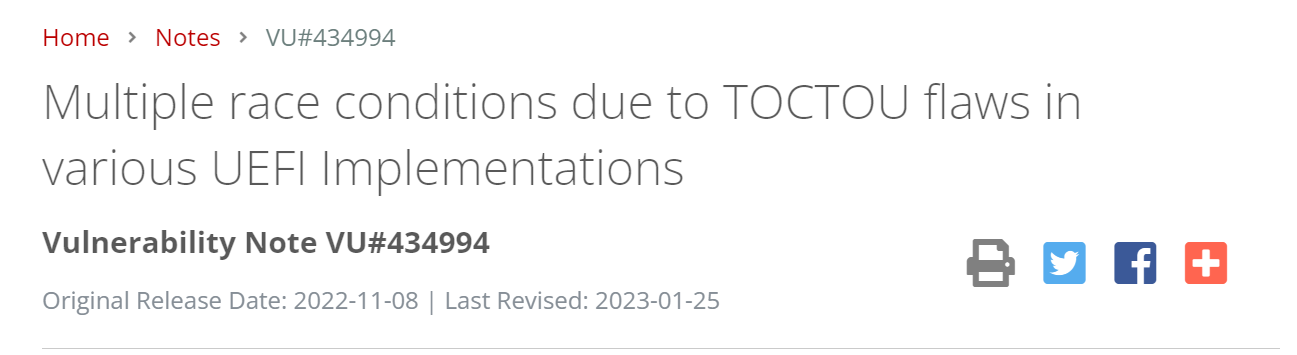 Home > Notes > VU#434994
Multiple race conditions due to TOCTOU flaws in
various UEFI Implementations
Vulnerability Note VU#434994
Original Release Date: 2022-11-08 | Last Revised: 2023-01-25